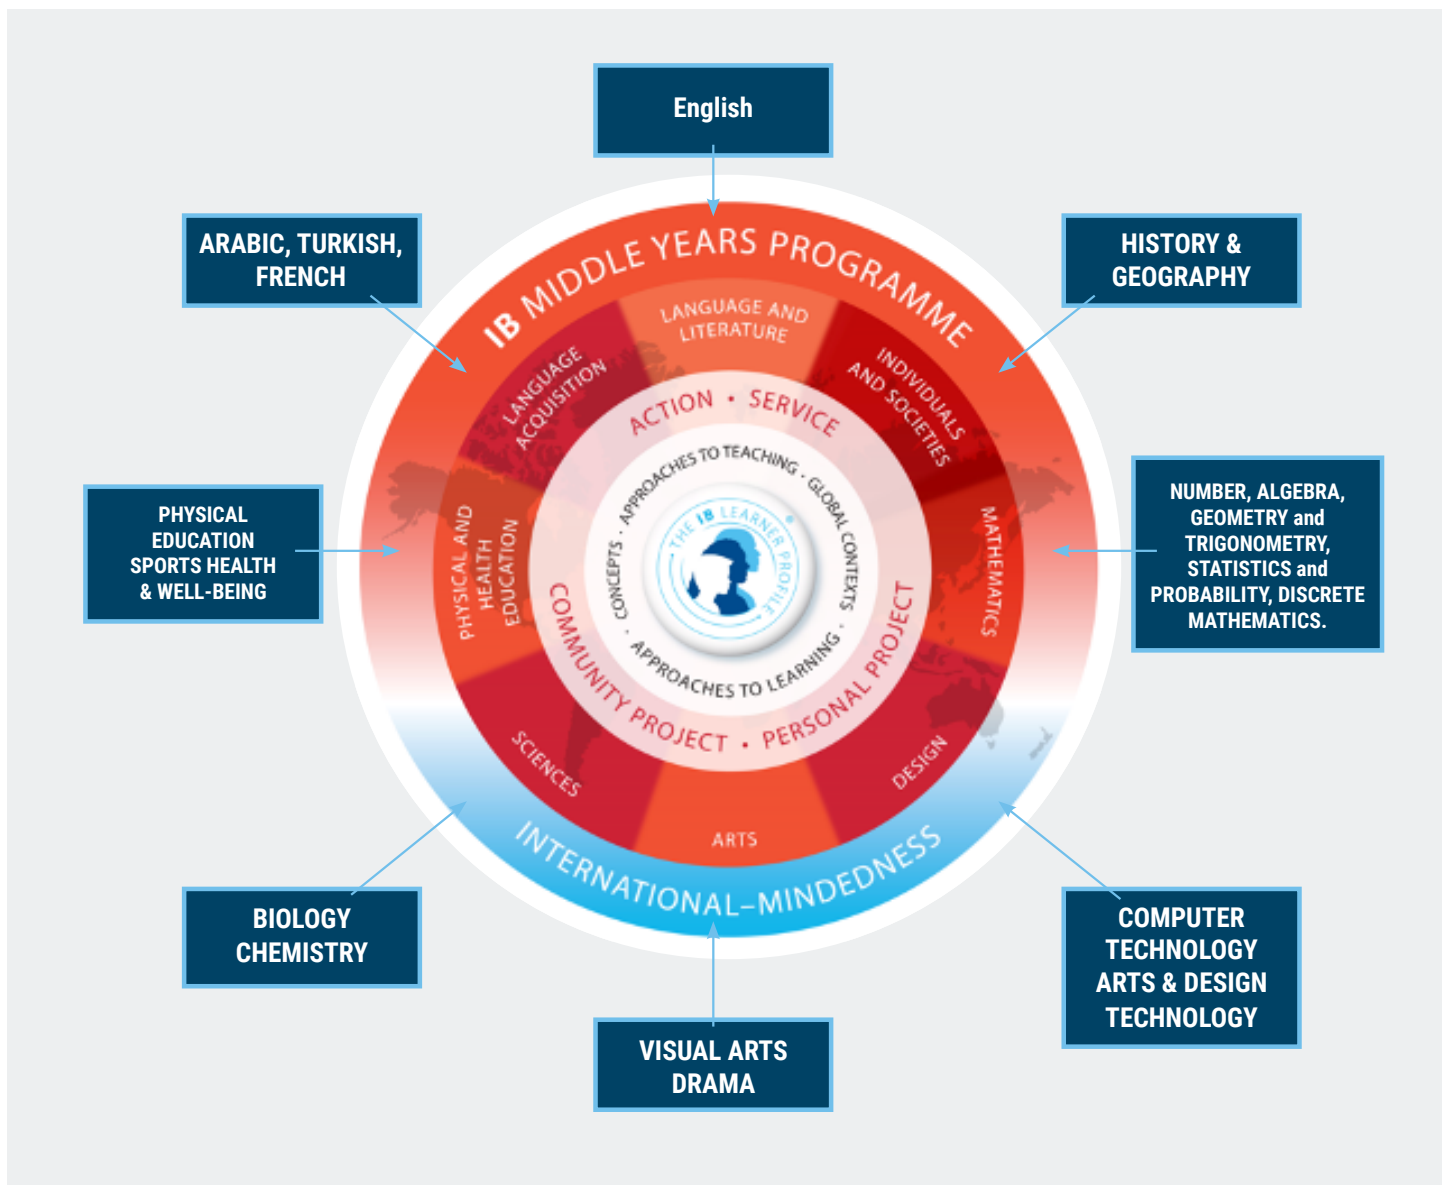 English
ARABIC, TURKISH,
FRENCH
HISTORY &
GEOGRAPHY
IB MIDDLE YEARS PROGRAMME
LANGUAGE AND
LITERATURE
LANGUAGE
ACQUISITION
INDIVIDUALS
AND SOCIETIES
ACTION • SERVICE
APPROACHES TO TEACHING · GLOBAL CONTEXTS ·
APPROACHES TO LEARNING · CONCEPTS ·
THE IB LEARNER PROFILE
®
PHYSICAL
EDUCATION
SPORTS HEALTH
& WELL-BEING
PHYSICAL AND
HEALTH
EDUCATION
MATHEMATICS
NUMBER, ALGEBRA,
GEOMETRY and
TRIGONOMETRY,
STATISTICS and
PROBABILITY, DISCRETE
MATHEMATICS.
COMMUNITY PROJECT • PERSONAL PROJECT
SCIENCES
ARTS
DESIGN
INTERNATIONAL–MINDEDNESS
BIOLOGY
CHEMISTRY
VISUAL ARTS
DRAMA
COMPUTER
TECHNOLOGY
ARTS & DESIGN
TECHNOLOGY